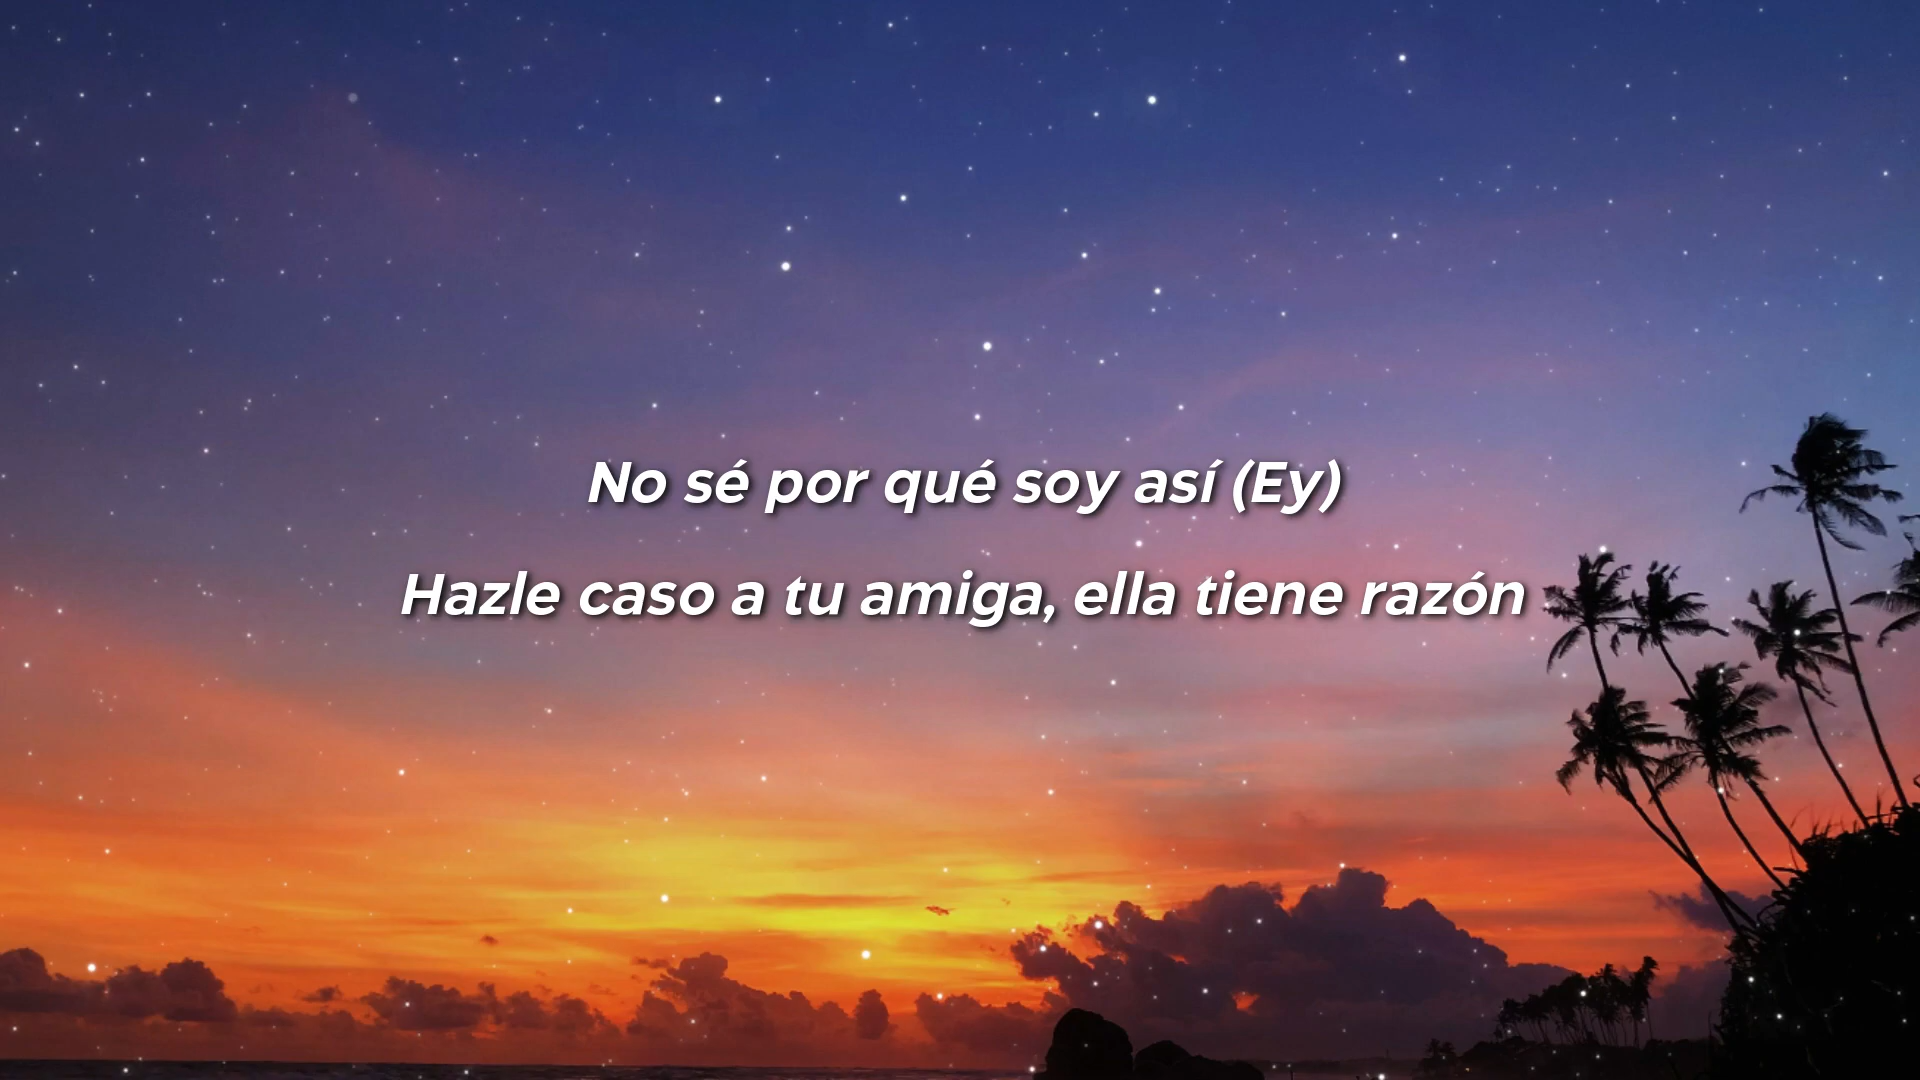 No sé por qué soy así (Ey)
Hazle caso a tu amiga, ella tiene razón